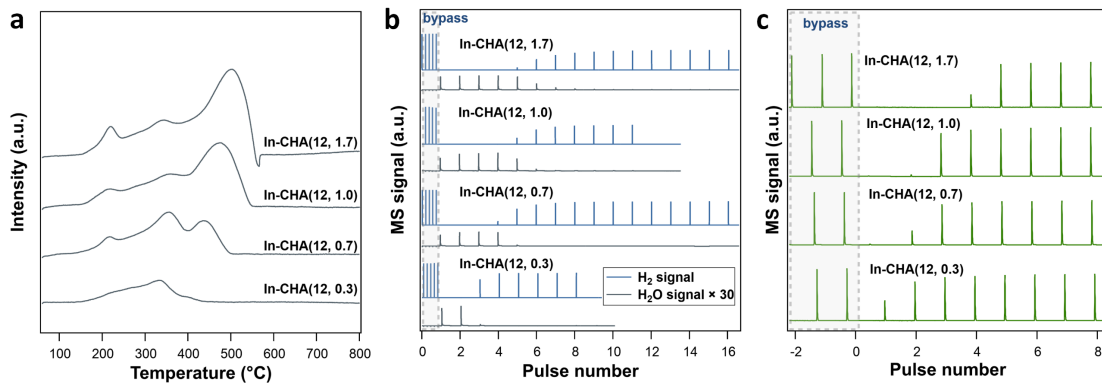 a
Intensity (a.u.)
In-CHA(12, 1.7)
In-CHA(12, 1.0)
In-CHA(12, 0.7)
In-CHA(12, 0.3)
100 200 300 400 500 600 700 800
Temperature (°C)
b
MS signal (a.u.)
bypass
In-CHA(12, 1.7)
In-CHA(12, 1.0)
In-CHA(12, 0.7)
In-CHA(12, 0.3)
H₂ signal
H₂O signal × 30
0 2 4 6 8 10 12 14 16
Pulse number
c
MS signal (a.u.)
bypass
In-CHA(12, 1.7)
In-CHA(12, 1.0)
In-CHA(12, 0.7)
In-CHA(12, 0.3)
-2 0 2 4 6 8
Pulse number